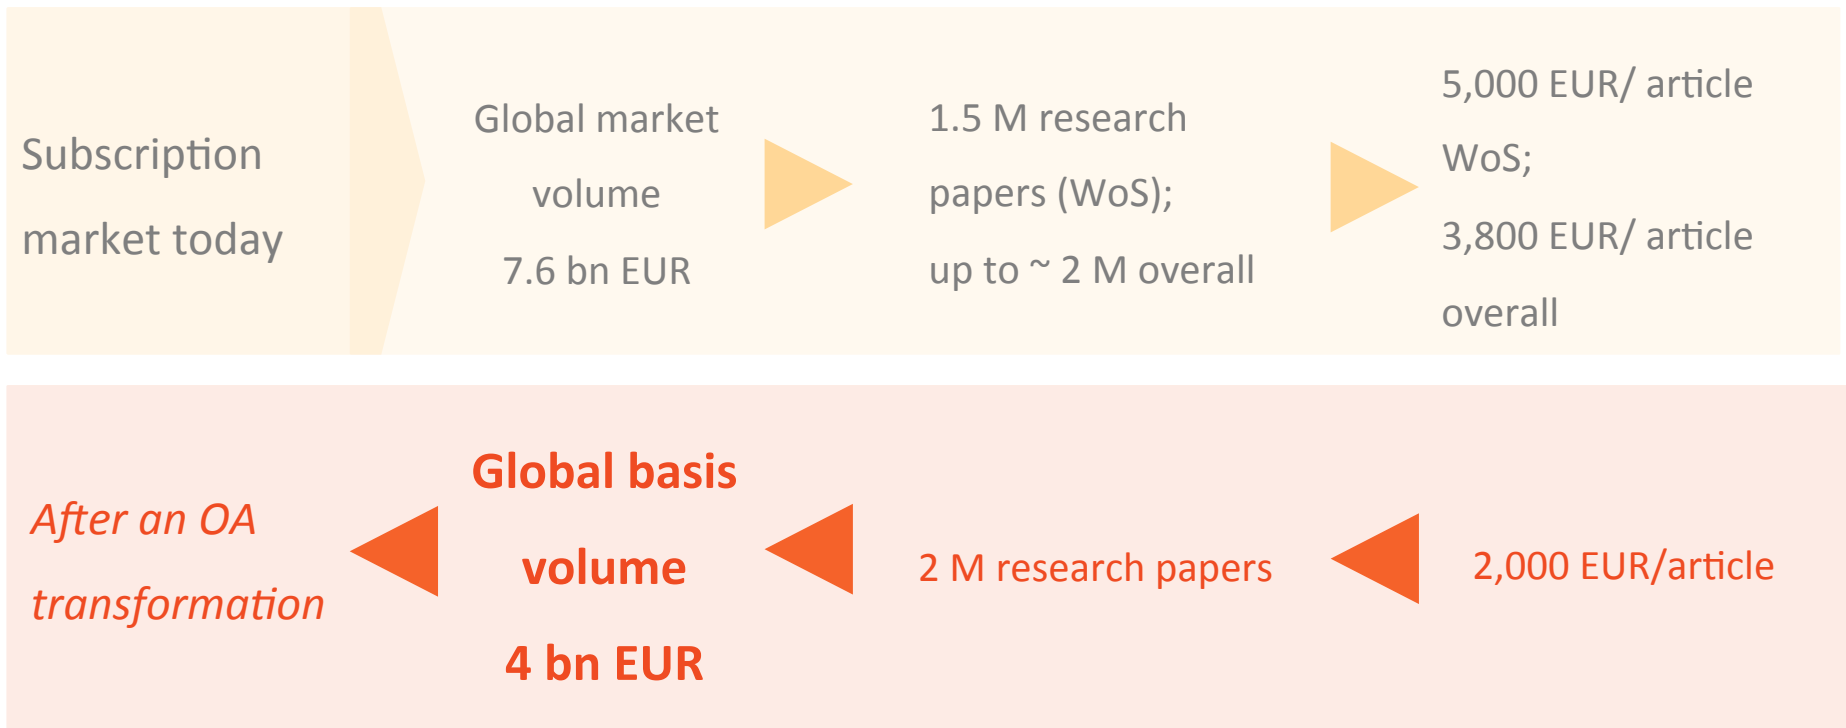 Subscription
market today
Global market
volume
7.6 bn EUR
1.5 M research
papers (WoS);
up to ~ 2 M overall
5,000 EUR/ article
WoS;
3,800 EUR/ article
overall
After an OA
transformation
Global basis
volume
4 bn EUR
2 M research papers
2,000 EUR/article